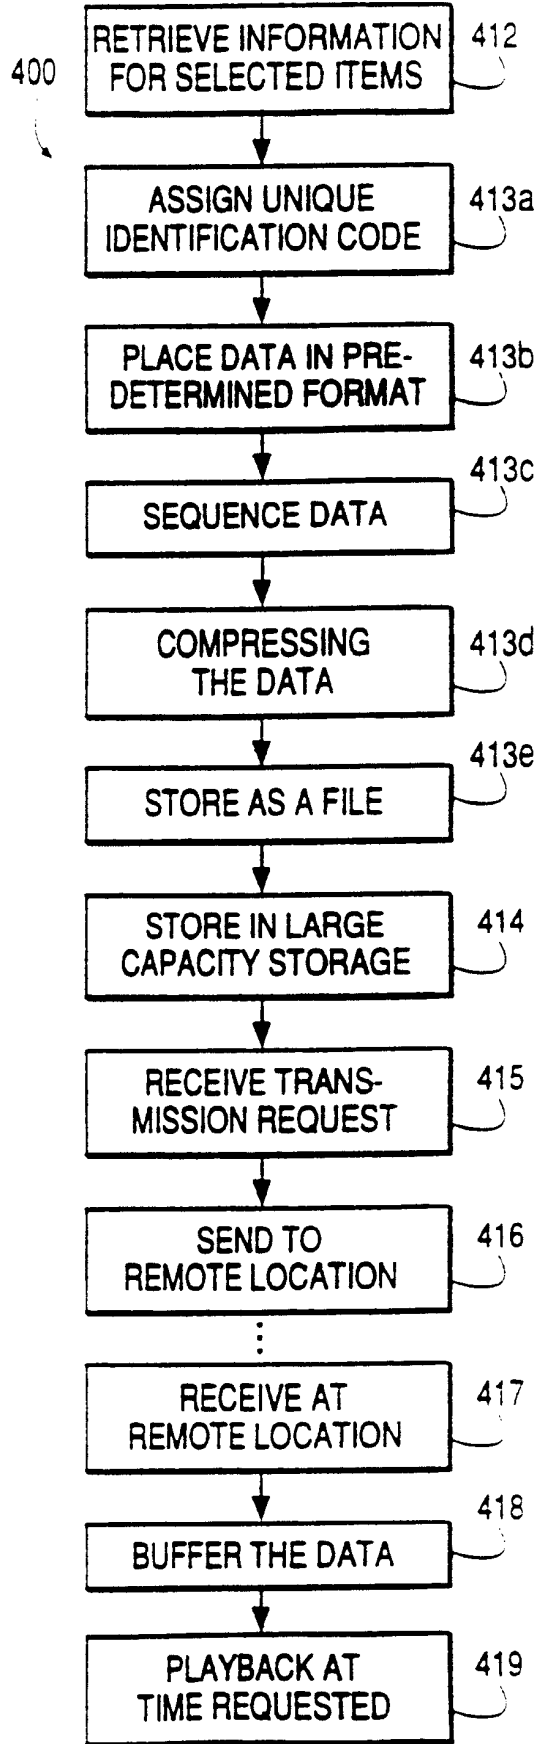 400
RETRIEVE INFORMATION
FOR SELECTED ITEMS
412
ASSIGN UNIQUE
IDENTIFICATION CODE
413a
PLACE DATA IN PRE-
DETERMINED FORMAT
413b
SEQUENCE DATA
413c
COMPRESSING
THE DATA
413d
STORE AS A FILE
413e
STORE IN LARGE
CAPACITY STORAGE
414
RECEIVE TRANS-
MISSION REQUEST
415
SEND TO
REMOTE LOCATION
416
RECEIVE AT
REMOTE LOCATION
417
BUFFER THE DATA
418
PLAYBACK AT
TIME REQUESTED
419